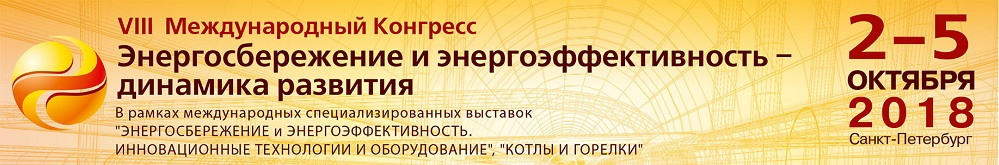 VIII Международный Конгресс
Энергосбережение и энергоэффективность –
динамика развития
В рамках международных специализированных выставок
"ЭНЕРГОСБЕРЕЖЕНИЕ и ЭНЕРГОЭФФЕКТИВНОСТЬ.
ИННОВАЦИОННЫЕ ТЕХНОЛОГИИ И ОБОРУДОВАНИЕ", "КОТЛЫ И ГОРЕЛКИ"
2–5
ОКТЯБРЯ
2018
Санкт-Петербург